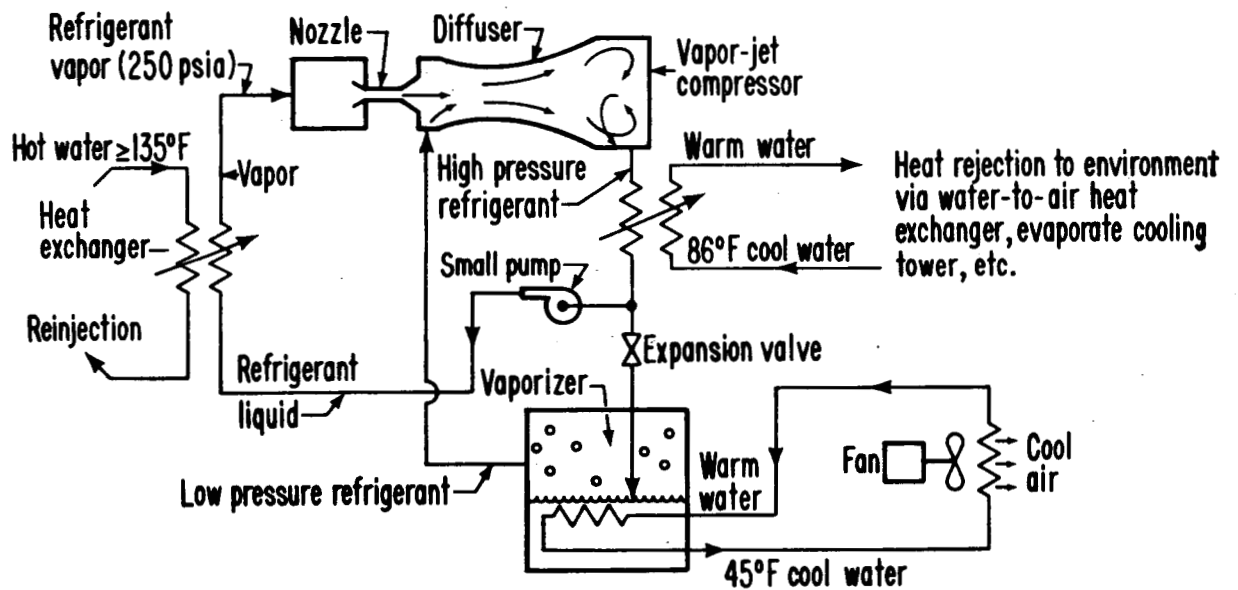 Refrigerant
vapor (250 psia)
Nozzle
Diffuser
Vapor-jet
compressor
Hot water ≥135°F
Vapor
Heat
exchanger
Reinjection
High pressure
refrigerant
Warm water
86°F cool water
Heat rejection to environment
via water-to-air heat
exchanger, evaporate cooling
tower, etc.
Small pump
Expansion valve
Refrigerant
liquid
Vaporizer
Low pressure refrigerant
Warm
water
Fan
Cool
air
45°F cool water